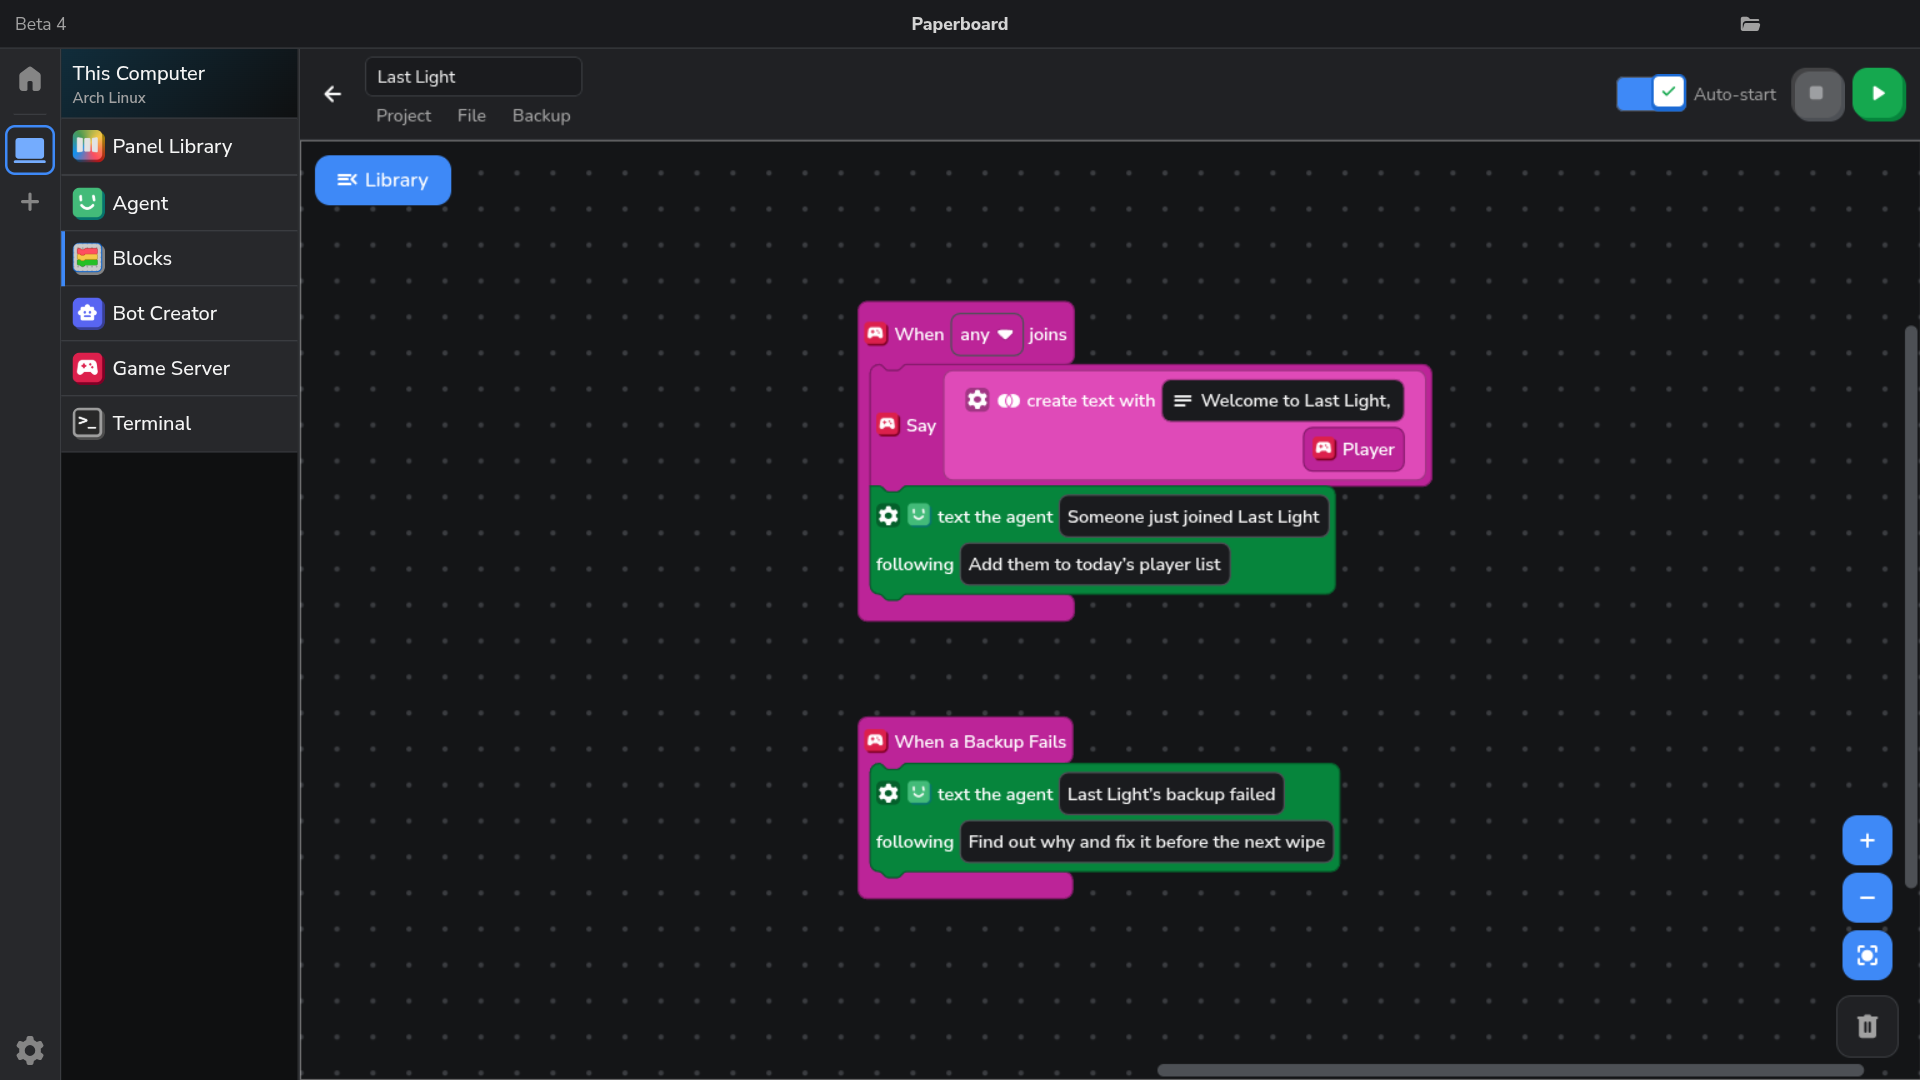 Beta 4
Paperboard
This Computer
Arch Linux
Panel Library
Agent
Blocks
Bot Creator
Game Server
>_ Terminal
Last Light
Project File Backup
Auto-start
Library
When any joins
Say create text with Welcome to Last Light,
Player
text the agent Someone just joined Last Light
following Add them to today's player list
When a Backup Fails
text the agent Last Light's backup failed
following Find out why and fix it before the next wipe